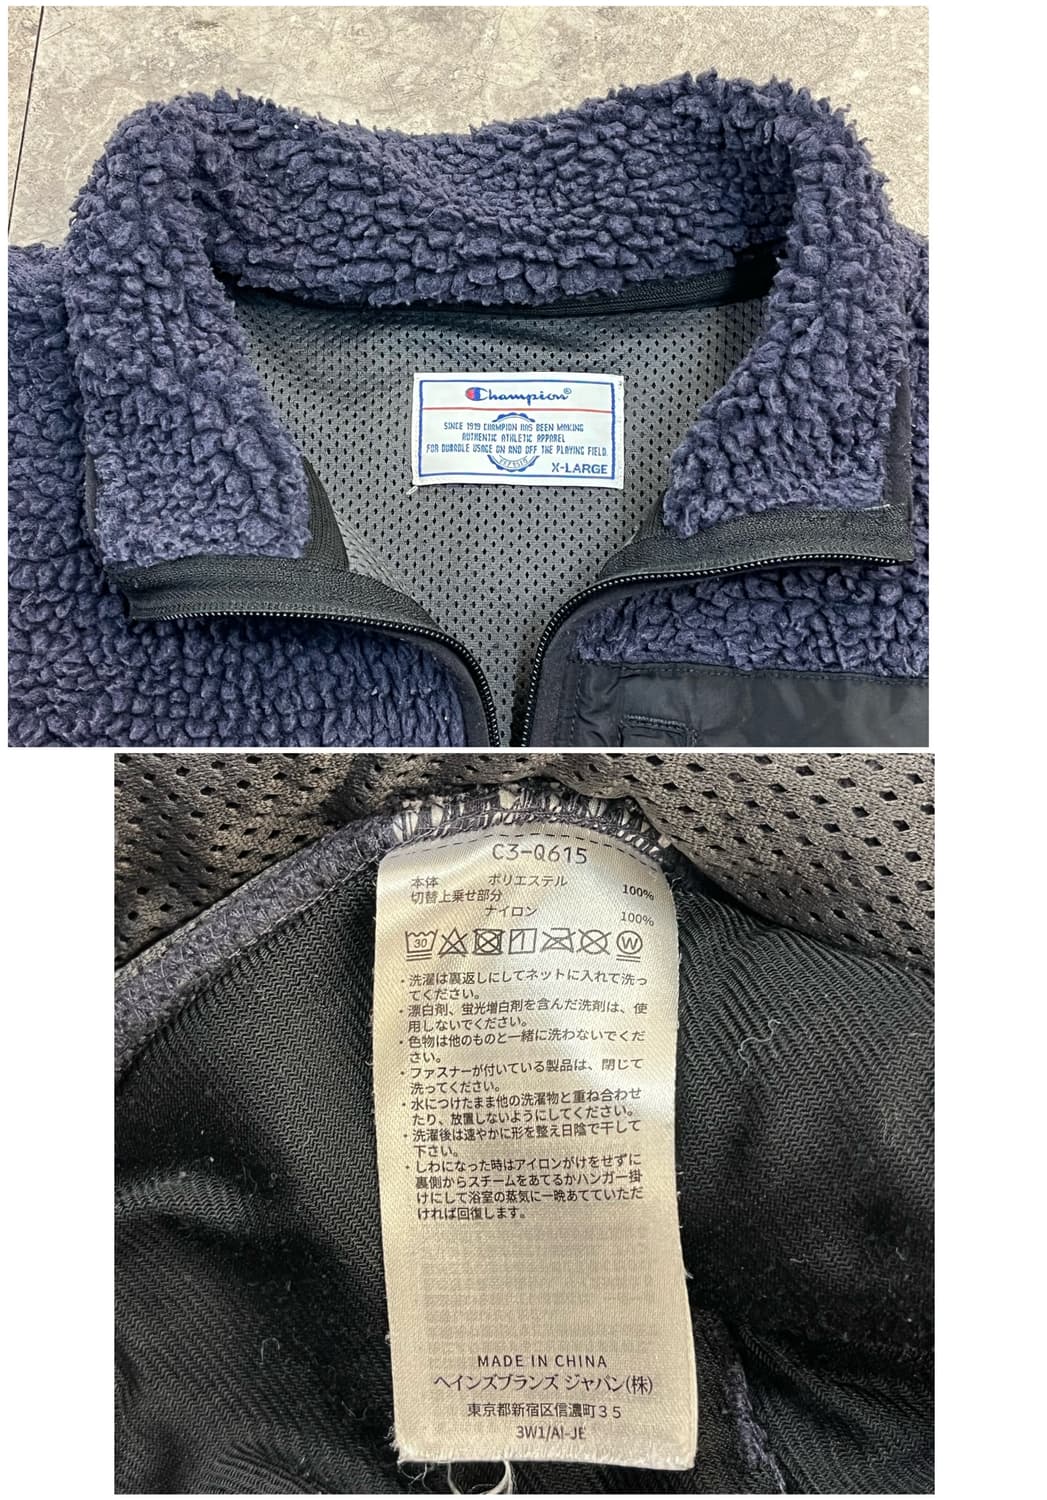 Champion®
SINCE 1919 CHAMPION HAS BEEN MAKING
AUTHENTIC ATHLETIC APPAREL
FOR DURABLE USAGE ON AND OFF THE PLAYING FIELD.
X-LARGE
C3-Q615
本体 ポリエステル 100%
切替上乗せ部分
ナイロン 100%
30 W
・洗濯は裏返しにしてネットに入れて洗っ
てください。
・漂白剤、蛍光増白剤を含んだ洗剤は、使
用しないでください。
・色物は他のものと一緒に洗わないでくだ
さい。
・ファスナーが付いている製品は、閉じて
洗ってください。
・水につけたまま他の洗濯物と重ね合わせ
たり、放置しないようにしてください。
・洗濯後は速やかに形を整え日陰で干して
下さい。
・しわになった時はアイロンがけをせずに
裏側からスチームをあてるかハンガー掛
けにして浴室の蒸気に一晩あてていただ
ければ回復します。
MADE IN CHINA
ヘインズブランズ ジャパン(株)
東京都新宿区信濃町35
3W1/AI-JE